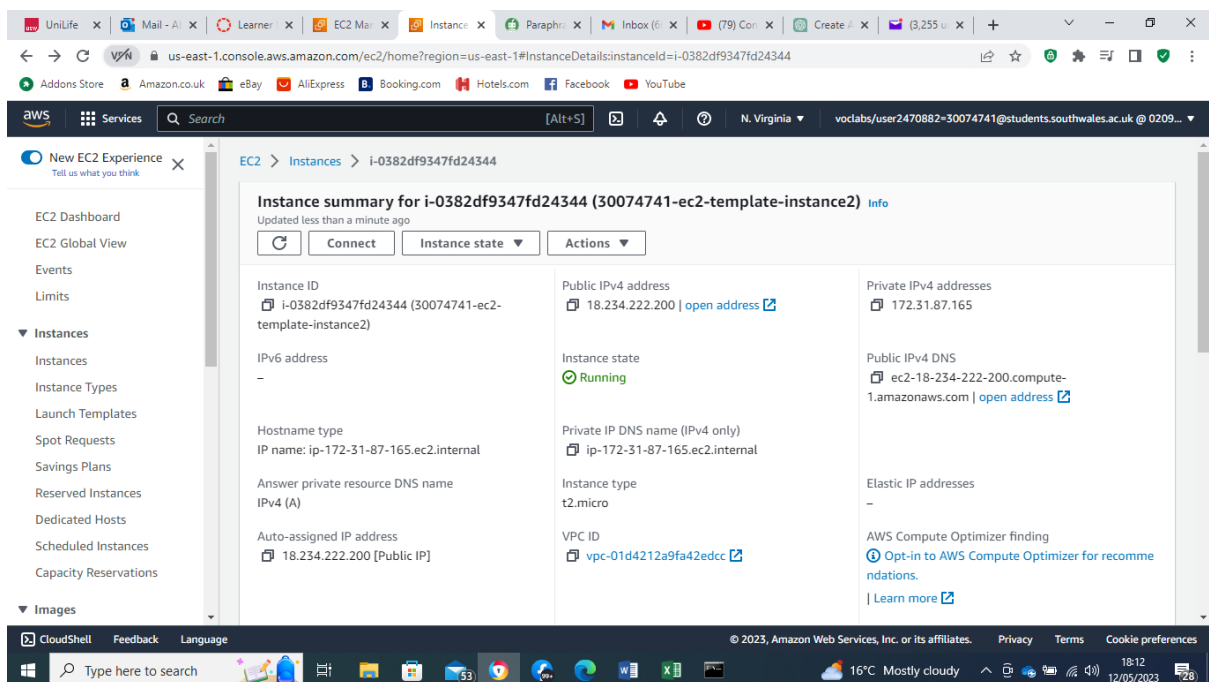 UniLife
Mail - Al
Learner
EC2 Mar
Instance
Paraphra
M Inbox (6
(79) Con
Create A
(3,255 u
VPN
us-east-1.console.aws.amazon.com/ec2/home?region=us-east-1#InstanceDetails:instanceId=i-0382df9347fd24344
Addons Store
a Amazon.co.uk
eBay
AliExpress
B. Booking.com
Hotels.com
Facebook
YouTube
aws
Services
Search
[Alt+S]
N. Virginia
voclabs/user2470882=30074741@students.southwales.ac.uk @ 0209...
New EC2 Experience
Tell us what you think
EC2 Dashboard
EC2 Global View
Events
Limits
Instances
Instances
Instance Types
Launch Templates
Spot Requests
Savings Plans
Reserved Instances
Dedicated Hosts
Scheduled Instances
Capacity Reservations
Images
EC2 > Instances > i-0382df9347fd24344
Instance summary for i-0382df9347fd24344 (30074741-ec2-template-instance2) Info
Updated less than a minute ago
Connect
Instance state
Actions
Instance ID
i-0382df9347fd24344 (30074741-ec2-
template-instance2)
Public IPv4 address
18.234.222.200 | open address
Private IPv4 addresses
172.31.87.165
IPv6 address
–
Instance state
Running
Public IPv4 DNS
ec2-18-234-222-200.compute-
1.amazonaws.com | open address
Hostname type
IP name: ip-172-31-87-165.ec2.internal
Private IP DNS name (IPv4 only)
ip-172-31-87-165.ec2.internal
Answer private resource DNS name
IPv4 (A)
Instance type
t2.micro
Elastic IP addresses
–
Auto-assigned IP address
18.234.222.200 [Public IP]
VPC ID
vpc-01d4212a9fa42edcc
AWS Compute Optimizer finding
Opt-in to AWS Compute Optimizer for recomme
ndations.
| Learn more
CloudShell
Feedback
Language
© 2023, Amazon Web Services, Inc. or its affiliates.
Privacy
Terms
Cookie preferences
Type here to search
53
99+
16°C Mostly cloudy
18:12
12/05/2023
28